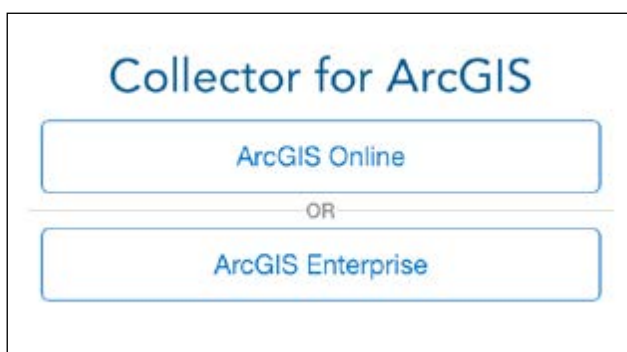 Collector for ArcGIS
ArcGIS Online
OR
ArcGIS Enterprise